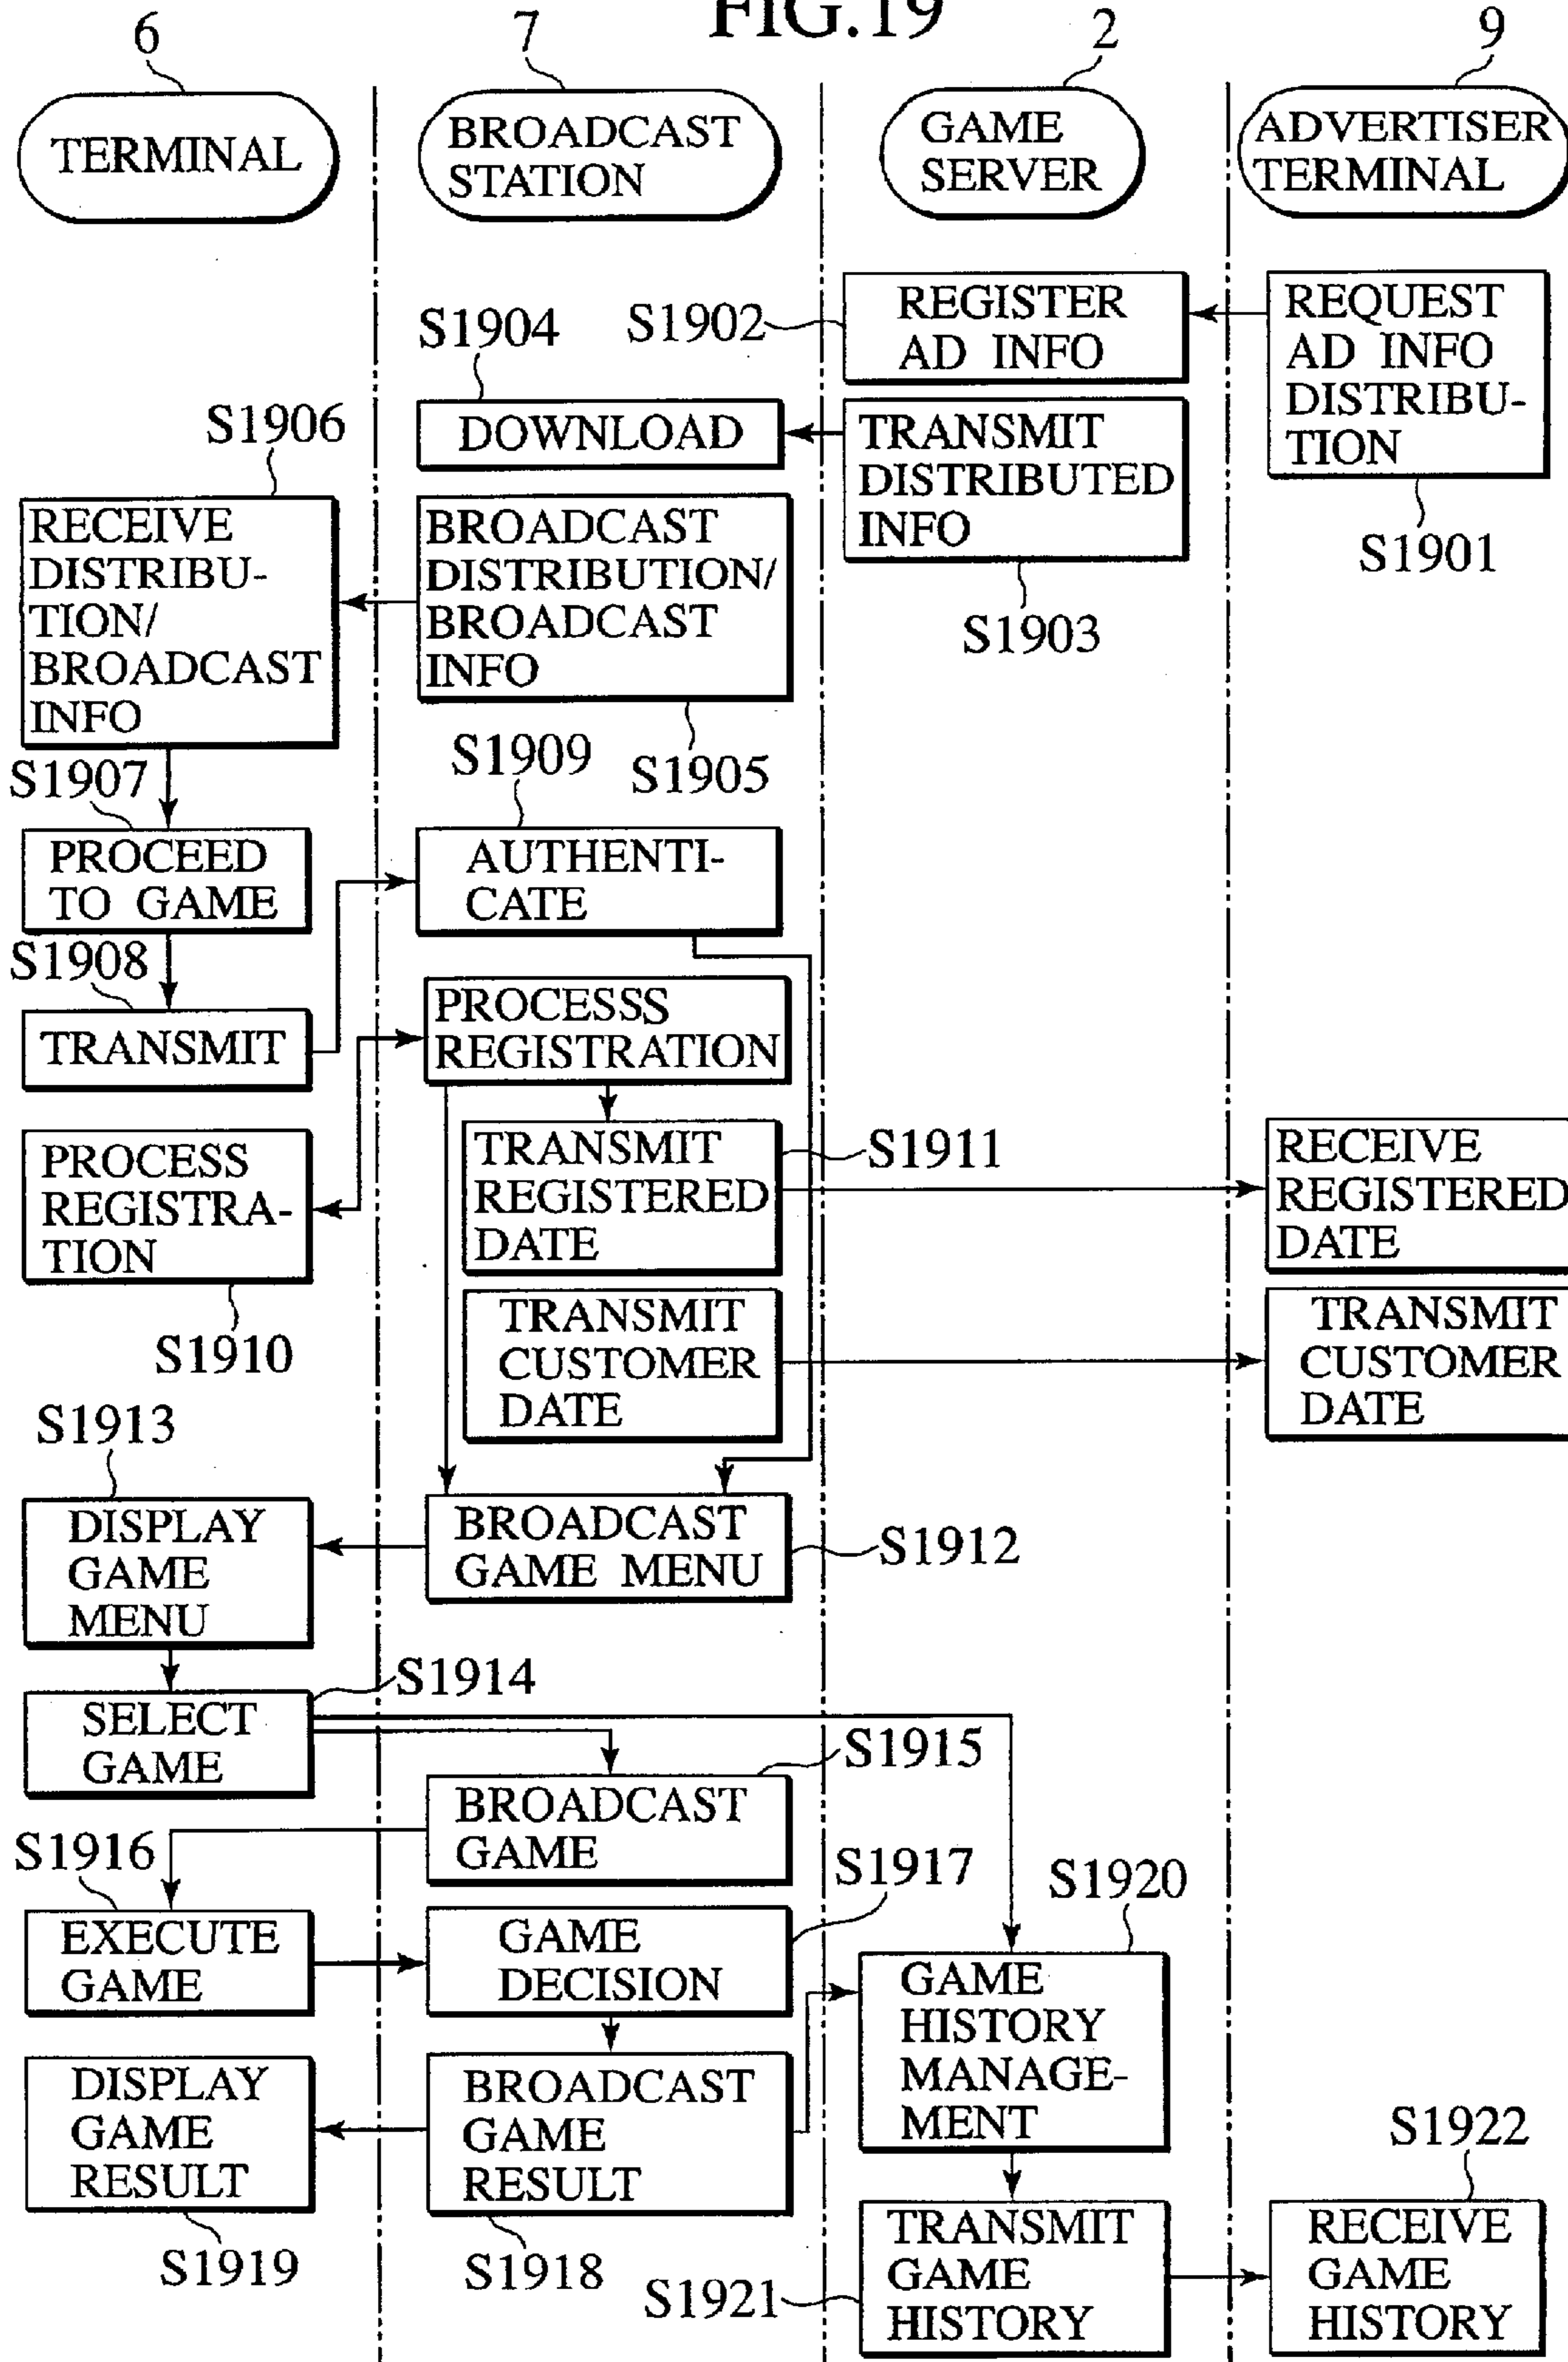 FIG.19
6
7
2
9
TERMINAL
BROADCAST
STATION
GAME
SERVER
ADVERTISER
TERMINAL
REGISTER
AD INFO
S1902
REQUEST
AD INFO
DISTRIBU-
TION
S1901
S1904
DOWNLOAD
TRANSMIT
DISTRIBUTED
INFO
S1903
S1906
RECEIVE
DISTRIBU-
TION/
BROADCAST
INFO
BROADCAST
DISTRIBUTION/
BROADCAST
INFO
S1905
S1907
PROCEED
TO GAME
S1909
AUTHENTI-
CATE
S1908
TRANSMIT
PROCESSS
REGISTRATION
PROCESS
REGISTRA-
TION
S1910
TRANSMIT
REGISTERED
DATE
S1911
RECEIVE
REGISTERED
DATE
TRANSMIT
CUSTOMER
DATE
TRANSMIT
CUSTOMER
DATE
S1913
DISPLAY
GAME
MENU
BROADCAST
GAME MENU
S1912
S1914
SELECT
GAME
S1915
BROADCAST
GAME
S1916
EXECUTE
GAME
S1917
GAME
DECISION
S1920
GAME
HISTORY
MANAGE-
MENT
DISPLAY
GAME
RESULT
S1919
BROADCAST
GAME
RESULT
S1918
S1921
TRANSMIT
GAME
HISTORY
S1922
RECEIVE
GAME
HISTORY